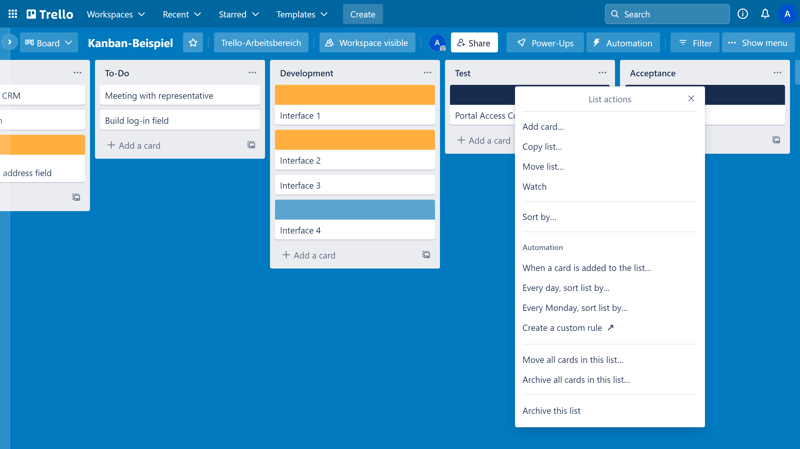 Trello
Workspaces
Recent
Starred
Templates
Create
Search
A
Board
Kanban-Beispiel
Trello-Arbeitsbereich
Workspace visible
A
Share
Power-Ups
Automation
Filter
Show menu
CRM
address field
To-Do
Meeting with representative
Build log-in field
+ Add a card
Development
Interface 1
Interface 2
Interface 3
Interface 4
+ Add a card
Test
Portal Access
+ Add a card
Acceptance
List actions
Add card...
Copy list...
Move list...
Watch
Sort by...
Automation
When a card is added to the list...
Every day, sort list by...
Every Monday, sort list by...
Create a custom rule ↗
Move all cards in this list...
Archive all cards in this list...
Archive this list